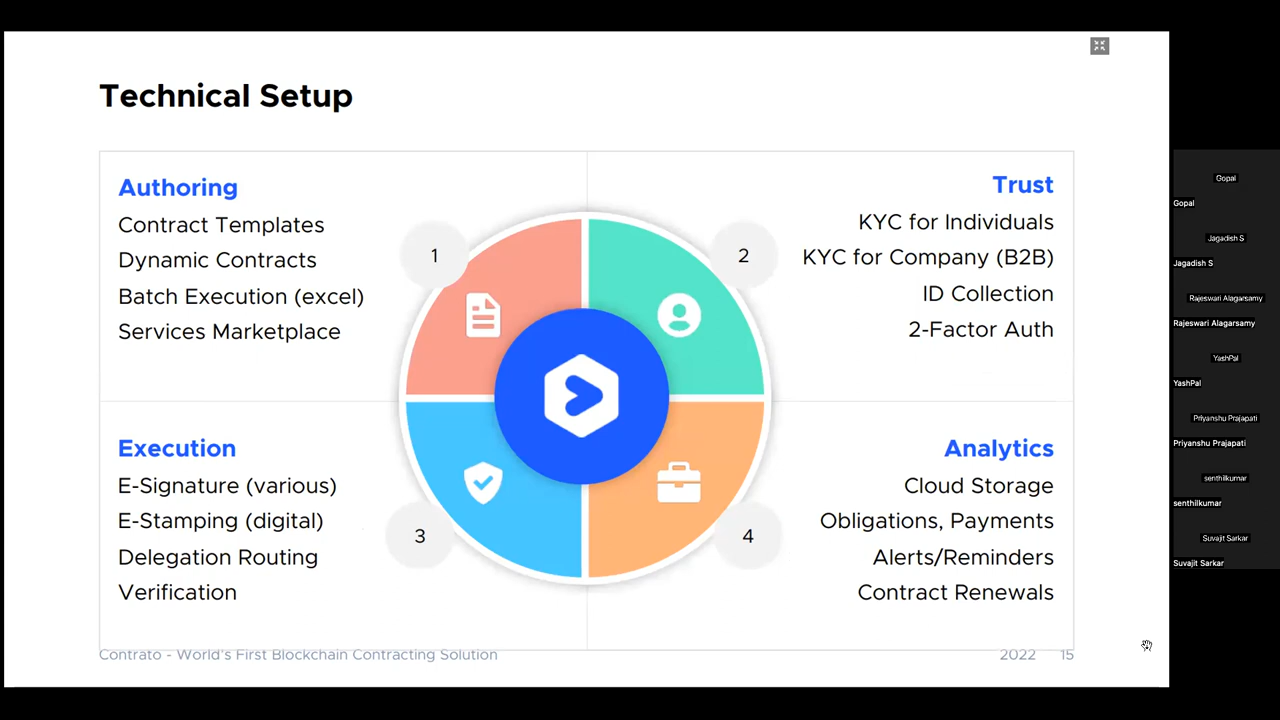 Technical Setup
Authoring
Contract Templates
Dynamic Contracts
Batch Execution (excel)
Services Marketplace
1
2
Trust
KYC for Individuals
KYC for Company (B2B)
ID Collection
2-Factor Auth
Execution
E-Signature (various)
E-Stamping (digital)
Delegation Routing
Verification
3
4
Analytics
Cloud Storage
Obligations, Payments
Alerts/Reminders
Contract Renewals
Contrato - World's First Blockchain Contracting Solution
2022 15
Gopal
Gopal
Jagadish S
Jagadish S
Rajeswari Alagarsamy
Rajeswari Alagarsamy
YashPal
YashPal
Priyanshu Prajapati
Priyanshu Prajapati
senthilkumar
senthilkumar
Suvajit Sarkar
Suvajit Sarkar